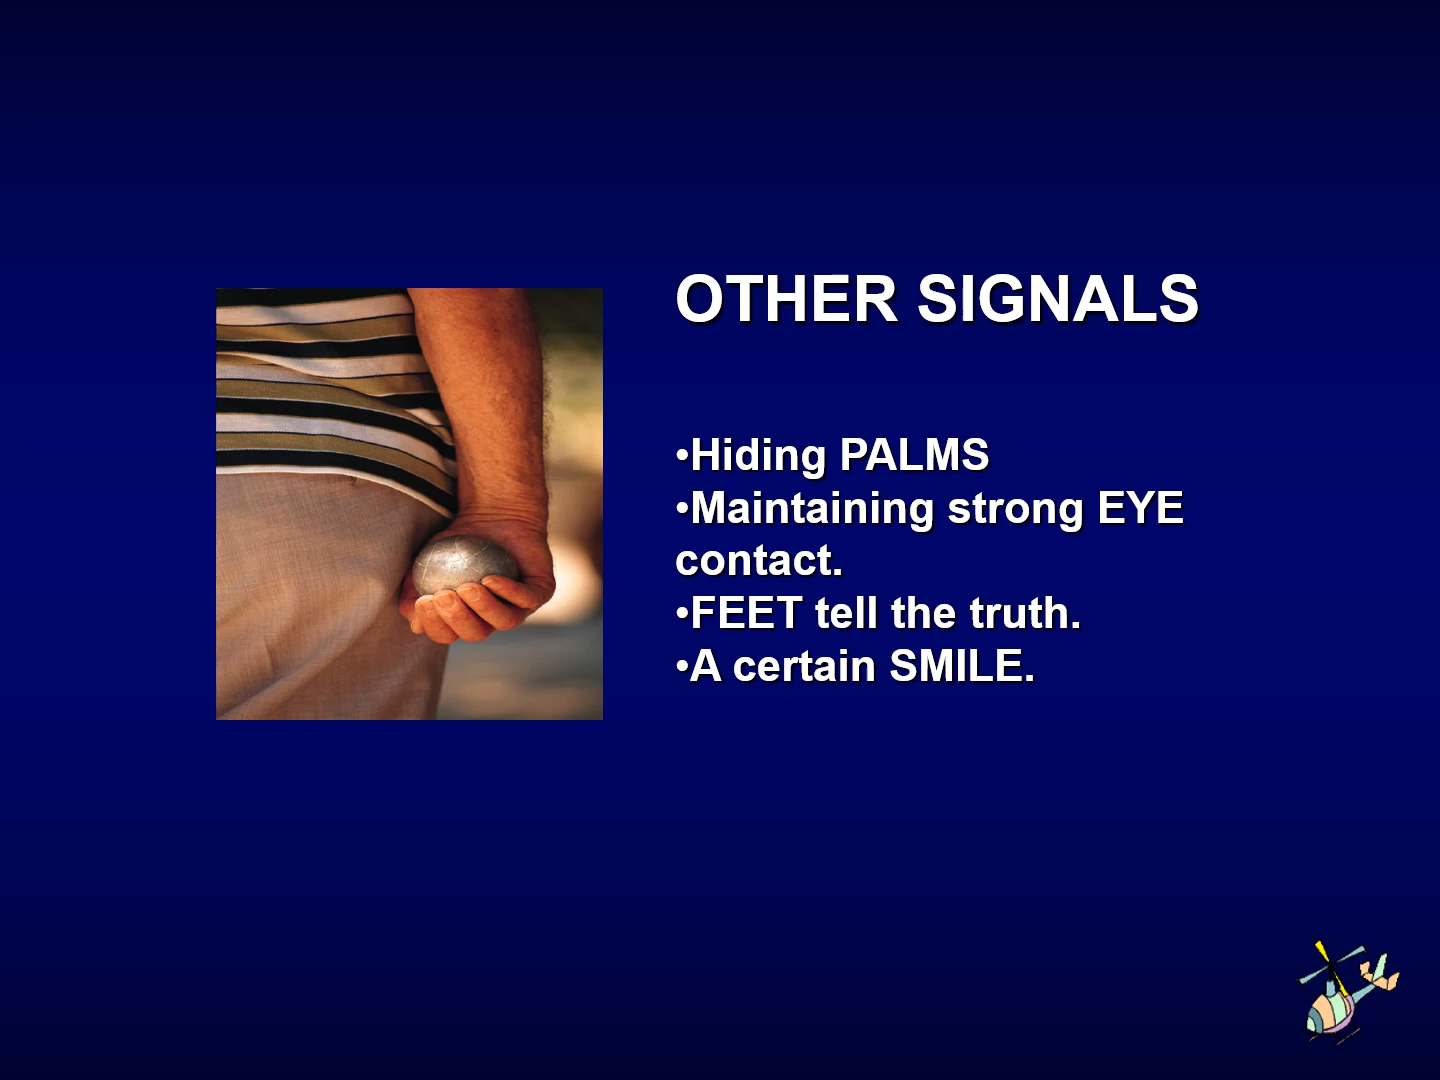 OTHER SIGNALS
•Hiding PALMS
•Maintaining strong EYE
contact.
•FEET tell the truth.
•A certain SMILE.